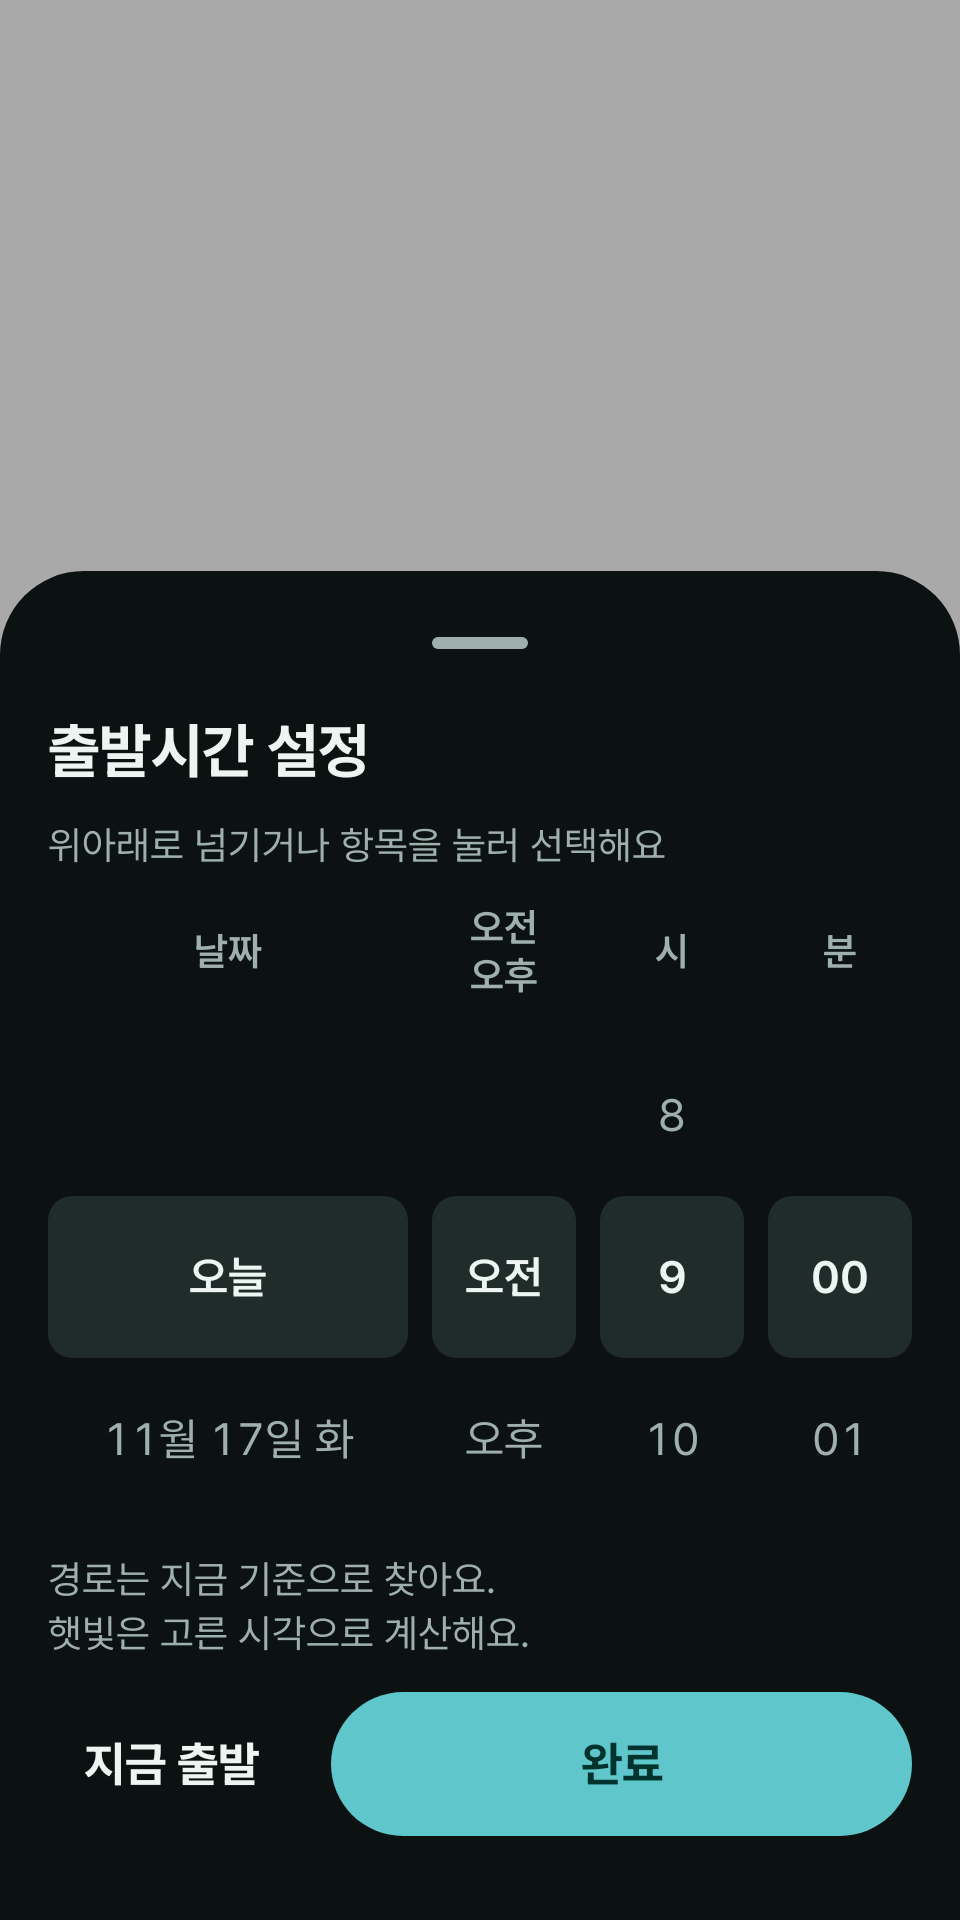 출발시간 설정
위아래로 넘기거나 항목을 눌러 선택해요
날짜 오전 오후 시 분
8
오늘 오전 9 00
11월 17일 화 오후 10 01
경로는 지금 기준으로 찾아요.
햇빛은 고른 시각으로 계산해요.
지금 출발 완료